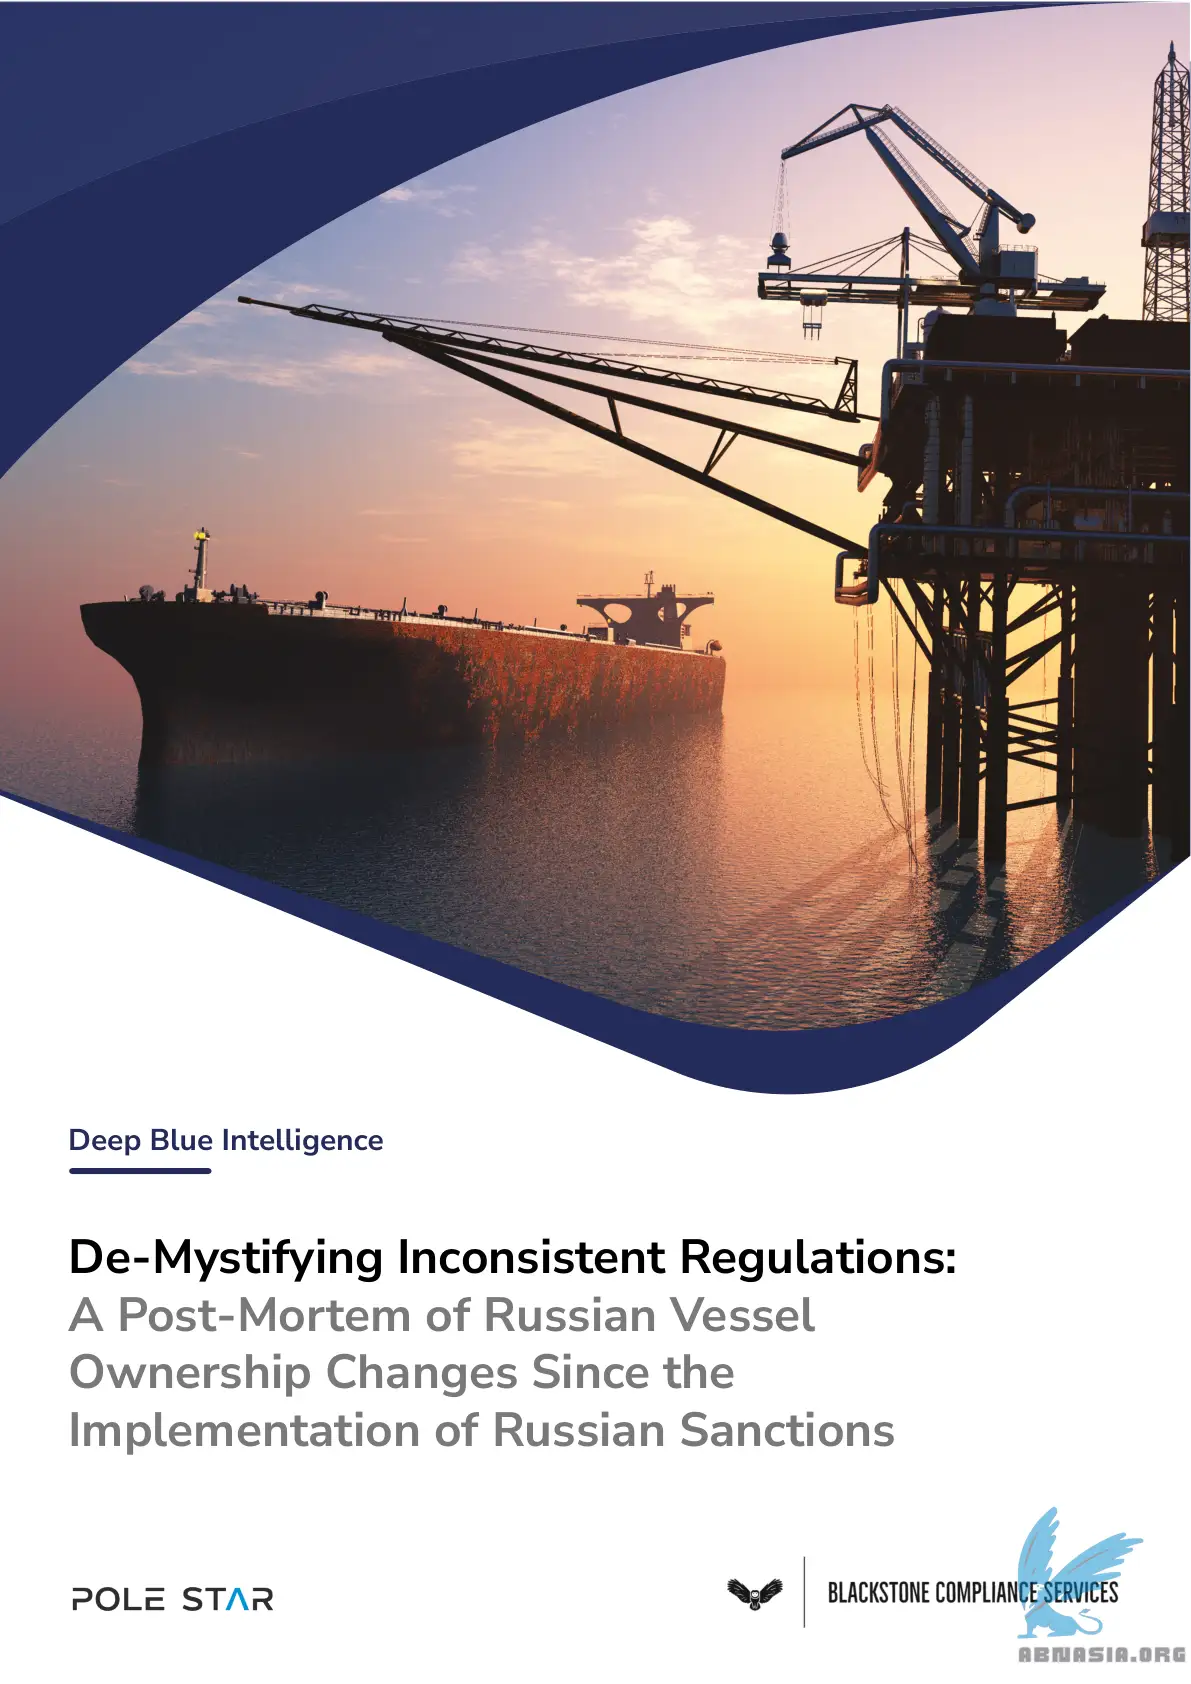 Deep Blue Intelligence
De-Mystifying Inconsistent Regulations:
A Post-Mortem of Russian Vessel
Ownership Changes Since the
Implementation of Russian Sanctions
POLE STAR
BLACKSTONE COMPLIANCE SERVICES
ABNASIA.ORG